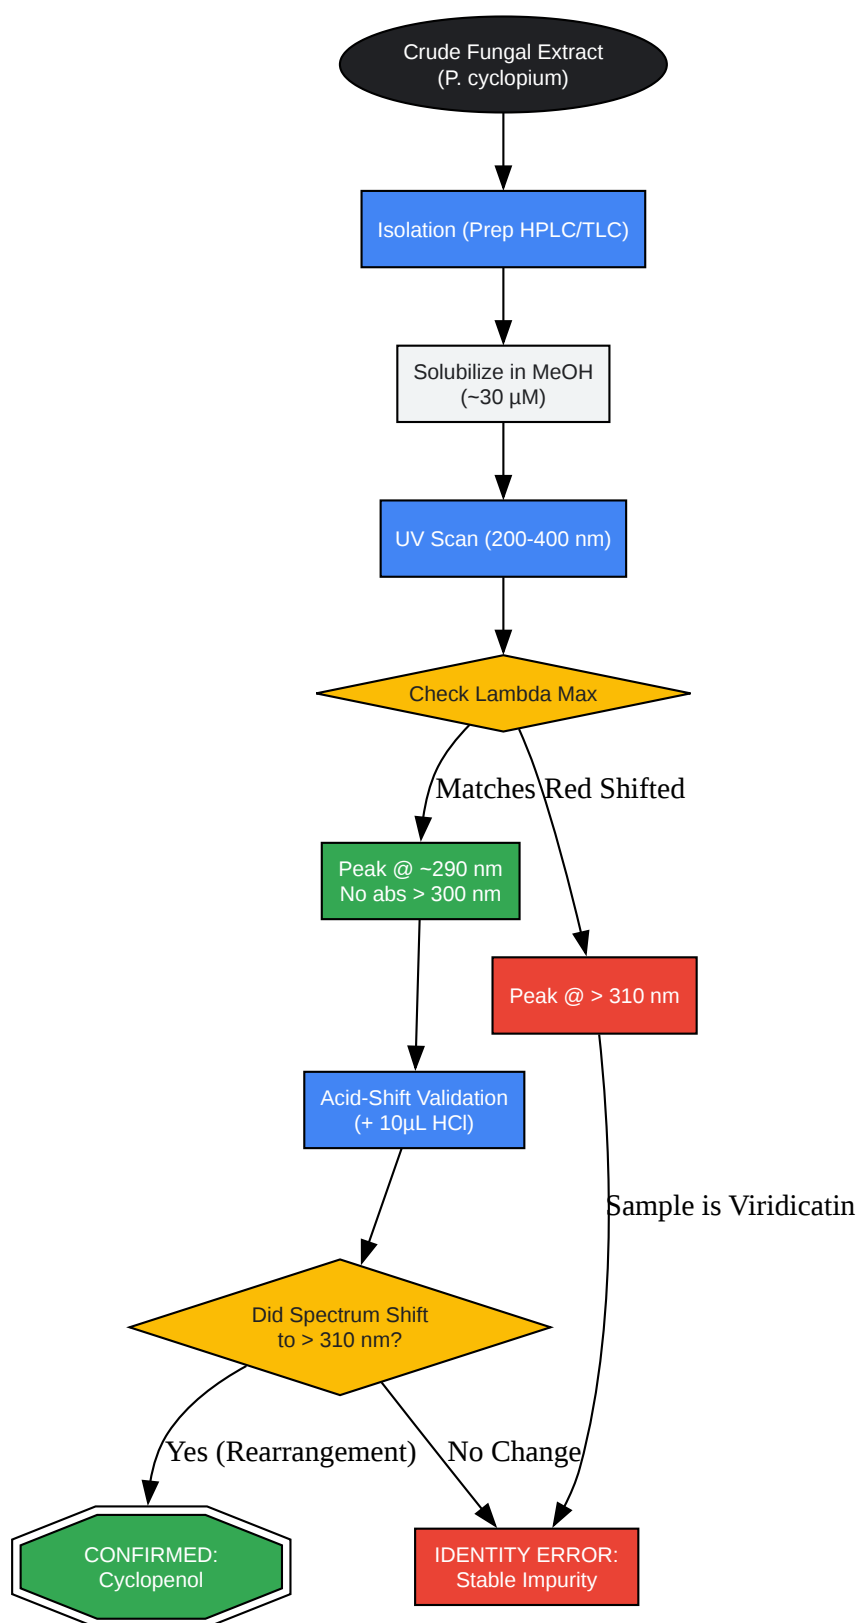 Crude Fungal Extract
(P. cyclopium)
Isolation (Prep HPLC/TLC)
Solubilize in MeOH
(~30 µM)
UV Scan (200-400 nm)
Check Lambda Max
Matches
Red Shifted
Peak @ ~290 nm
No abs > 300 nm
Peak @ > 310 nm
Acid-Shift Validation
(+ 10µL HCl)
Sample is Viridicatin
Did Spectrum Shift
to > 310 nm?
Yes (Rearrangement)
No Change
CONFIRMED:
Cyclopenol
IDENTITY ERROR:
Stable Impurity